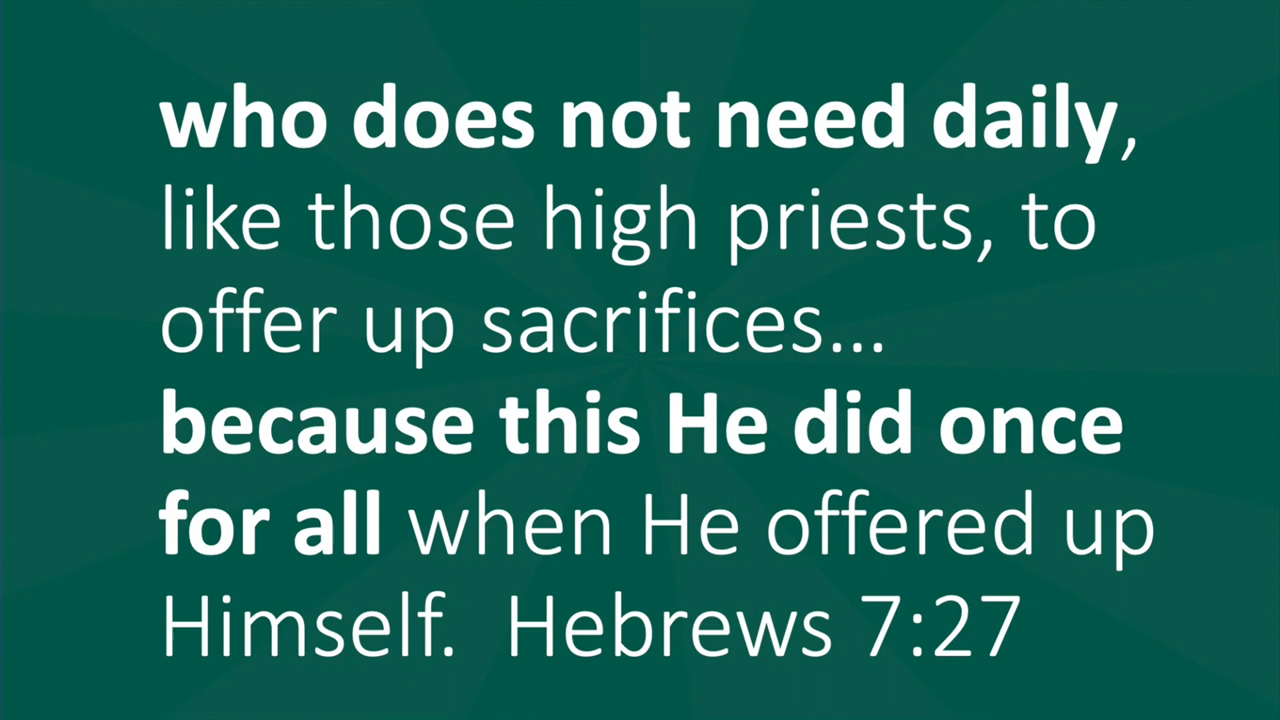 who does not need daily,
like those high priests, to
offer up sacrifices...
because this He did once
for all when He offered up
Himself.  Hebrews 7:27